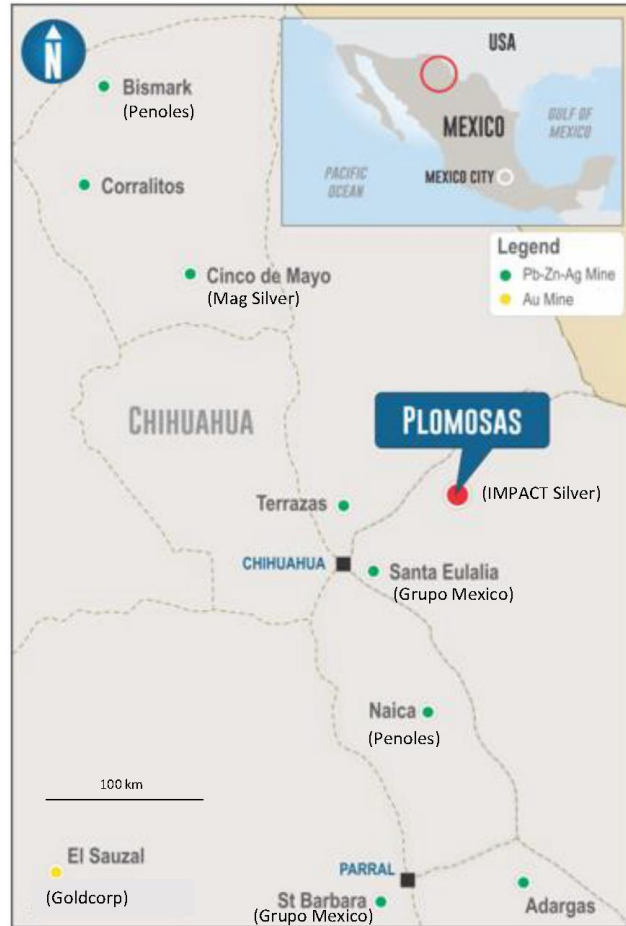 N
Bismark
(Penoles)
Corralitos
Cinco de Mayo
(Mag Silver)
USA
MEXICO
GULF OF
MEXICO
PACIFIC
OCEAN
MEXICO CITY
Legend
Pb-Zn-Ag Mine
Au Mine
CHIHUAHUA
PLOMOSAS
(IMPACT Silver)
Terrazas
CHIHUAHUA
Santa Eulalia
(Grupo Mexico)
Naica
(Penoles)
100 km
El Sauzal
(Goldcorp)
PARRAL
St Barbara
(Grupo Mexico)
Adargas